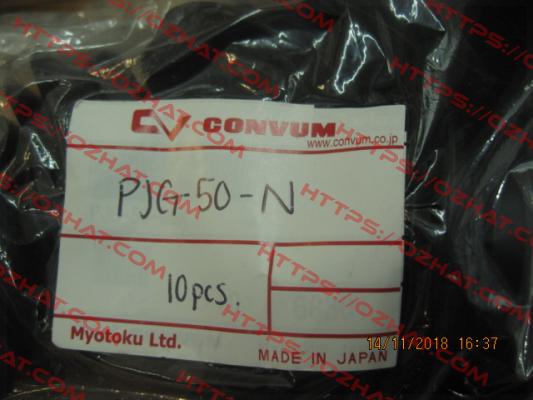 CV CONVUM
www.convum.co.jp
PJG-50-N
10pcs.
Myotoku Ltd.
MADE IN JAPAN
14/11/2018 16:37
HTTPS://OZHAT.COM